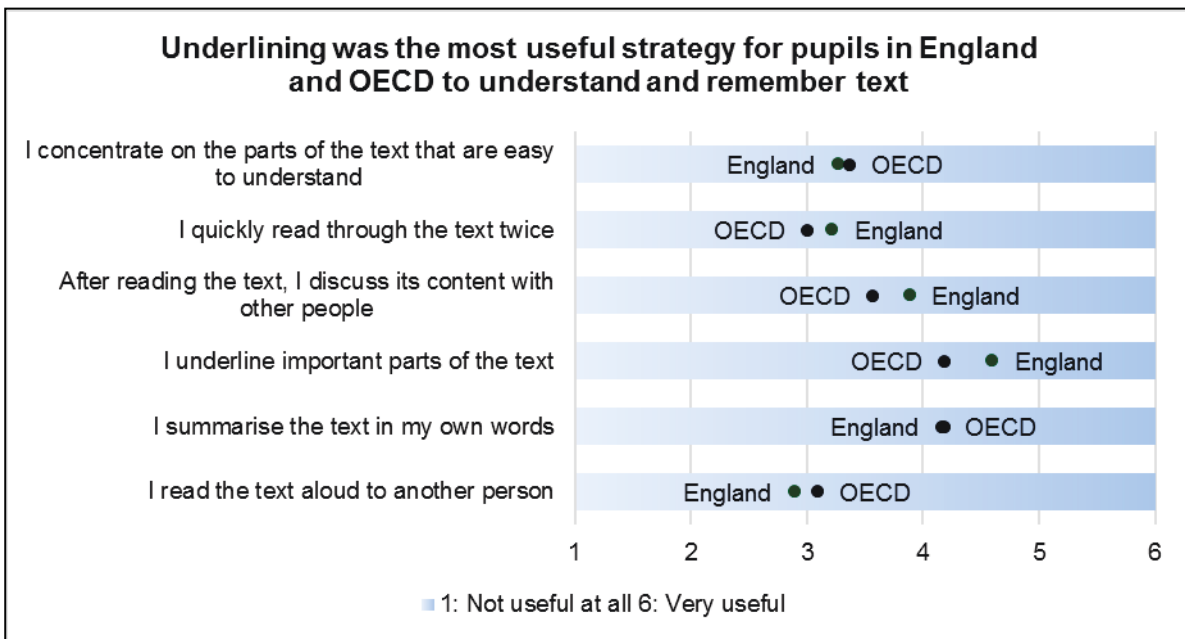 Underlining was the most useful strategy for pupils in England
and OECD to understand and remember text
I concentrate on the parts of the text that are easy
to understand
England OECD
I quickly read through the text twice
OECD England
After reading the text, I discuss its content with
other people
OECD England
I underline important parts of the text
OECD England
I summarise the text in my own words
England OECD
I read the text aloud to another person
England OECD
1 2 3 4 5 6
1: Not useful at all 6: Very useful